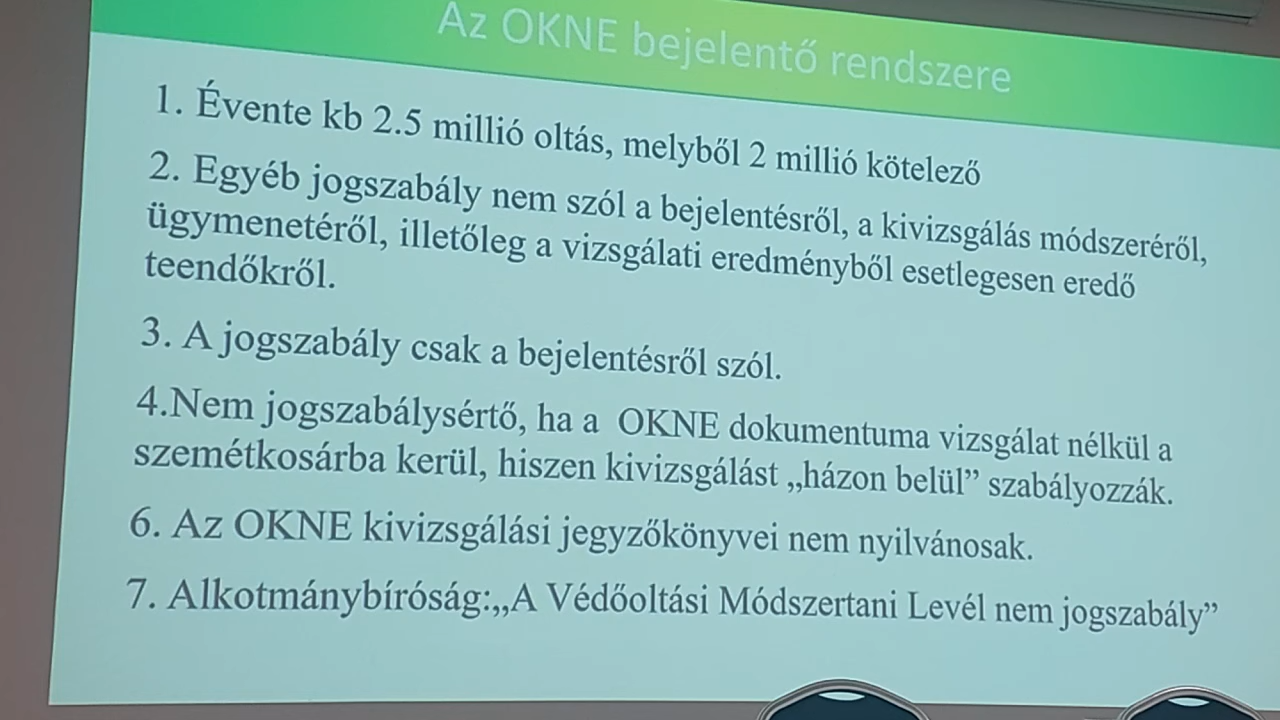 Az OKNE bejelentő rendszere
1. Évente kb 2.5 millió oltás, melyből 2 millió kötelező
2. Egyéb jogszabály nem szól a bejelentésről, a kivizsgálás módszeréről,
ügymenetéről, illetőleg a vizsgálati eredményből esetlegesen eredő
teendőkről.
3. A jogszabály csak a bejelentésről szól.
4.Nem jogszabálysértő, ha a OKNE dokumentuma vizsgálat nélkül a
szemétkosárba kerül, hiszen kivizsgálást „házon belül” szabályozzák.
6. Az OKNE kivizsgálási jegyzőkönyvei nem nyilvánosak.
7. Alkotmánybíróság:„A Védőoltási Módszertani Levél nem jogszabály”